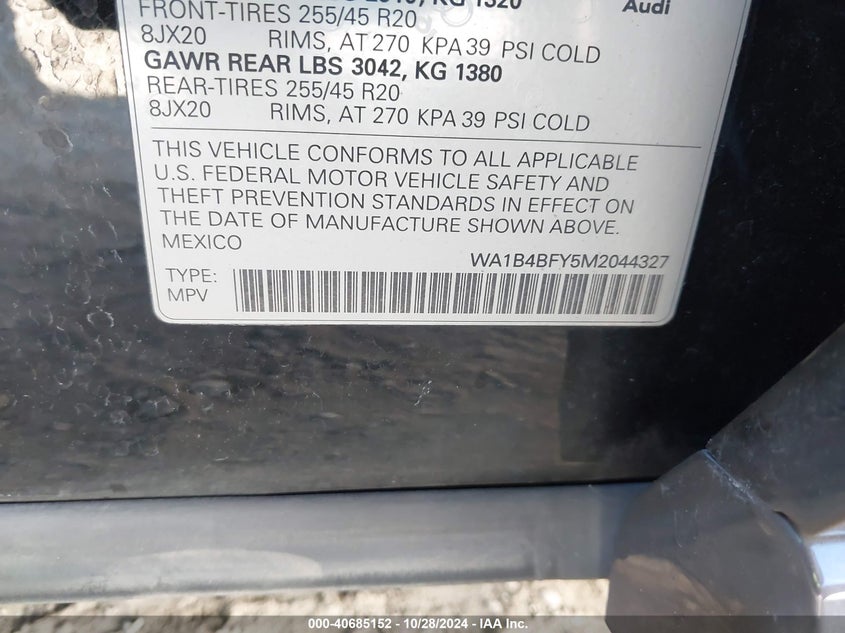 KG 1320
Audi
FRONT-TIRES 255/45 R20
8JX20 RIMS, AT 270 KPA 39 PSI COLD
GAWR REAR LBS 3042, KG 1380
REAR-TIRES 255/45 R20
8JX20 RIMS, AT 270 KPA 39 PSI COLD
THIS VEHICLE CONFORMS TO ALL APPLICABLE
U.S. FEDERAL MOTOR VEHICLE SAFETY AND
THEFT PREVENTION STANDARDS IN EFFECT ON
THE DATE OF MANUFACTURE SHOWN ABOVE.
MEXICO
WA1B4BFY5M2044327
TYPE:
MPV
000-40685152 - 10/28/2024 - IAA Inc.